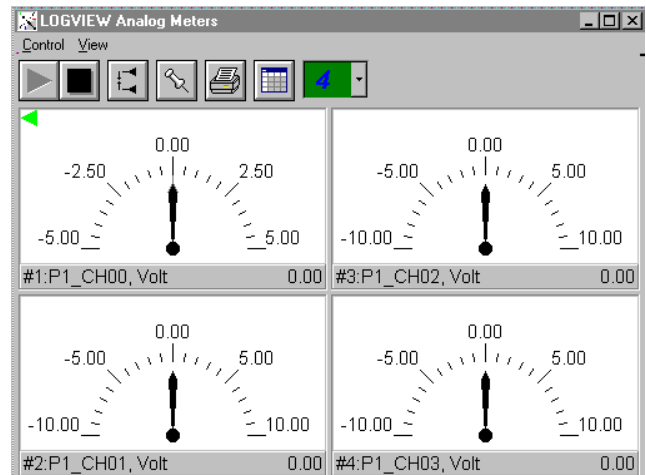 LOGVIEW Analog Meters
Control View
4
0.00
-2.50 2.50
-5.00 5.00
#1:P1_CH00, Volt 0.00
0.00
-5.00 5.00
-10.00 10.00
#3:P1_CH02, Volt 0.00
0.00
-5.00 5.00
-10.00 10.00
#2:P1_CH01, Volt 0.00
0.00
-5.00 5.00
-10.00 10.00
#4:P1_CH03, Volt 0.00